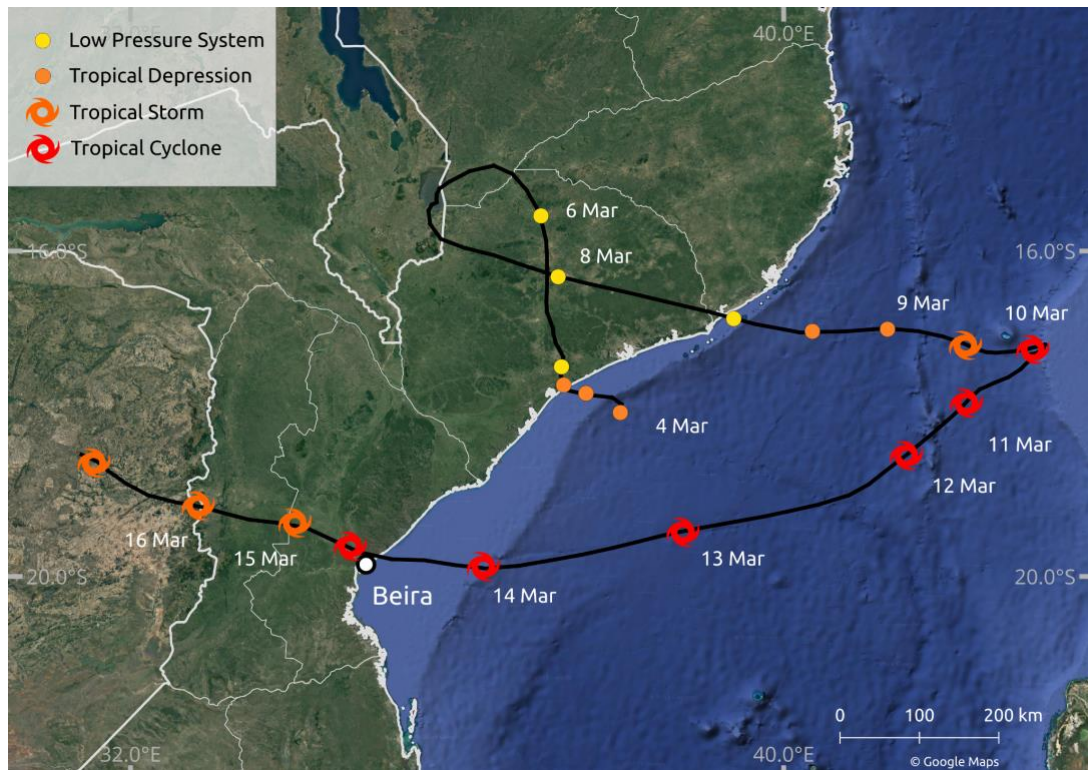 Low Pressure System
Tropical Depression
Tropical Storm
Tropical Cyclone
40.0°E
6 Mar
16.0°S
8 Mar
16.0°S
9 Mar
10 Mar
4 Mar
11 Mar
12 Mar
16 Mar
15 Mar
13 Mar
20.0°S
Beira
14 Mar
20.0°S
0 100 200 km
32.0°E
40.0°E
© Google Maps